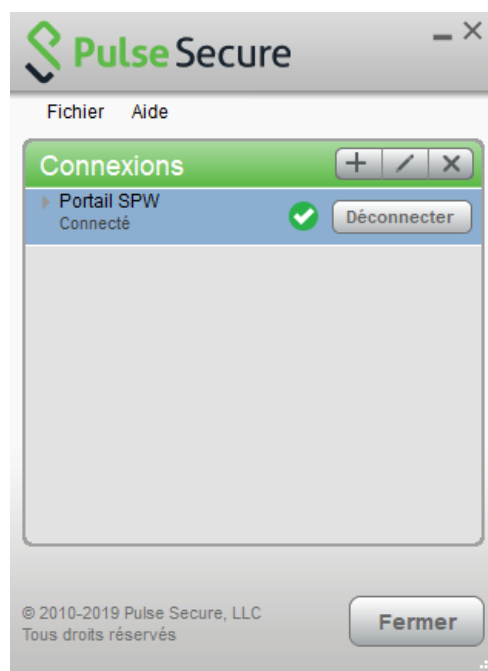 Pulse Secure
Fichier Aide
Connexions
Portail SPW
Connecté
Déconnecter
© 2010-2019 Pulse Secure, LLC
Tous droits réservés
Fermer